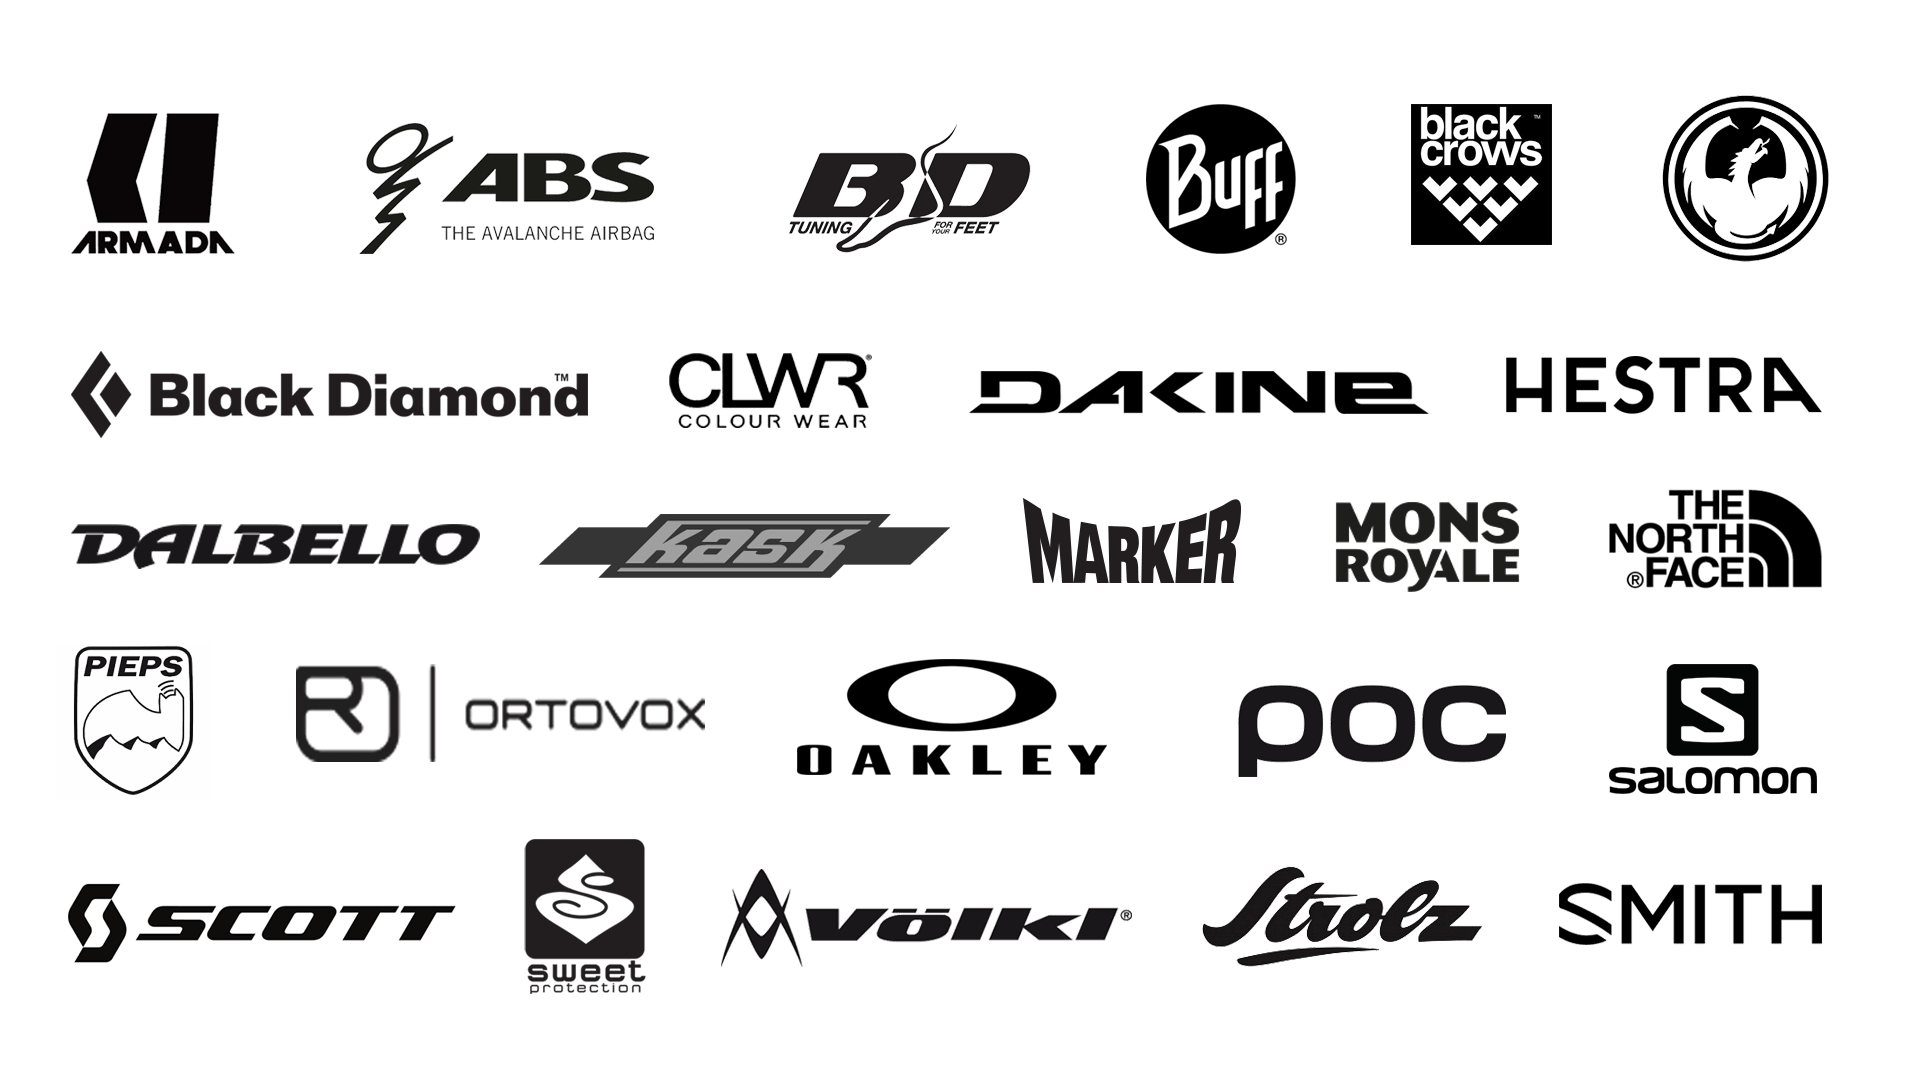 ARMADA
ABS
THE AVALANCHE AIRBAG
BD
TUNING FOR YOUR FEET
BUFF
®
black
crows
™
Black Diamond™
CLWR®
COLOUR WEAR
DAKINE
HESTRA
DALBELLO
kask
MARKER
MONS
ROYALE
THE
NORTH
®FACE
PIEPS
ORTOVOX
OAKLEY
POC
S
SALOMON
SCOTT
sweet
protection
völkl®
Strolz
SMITH